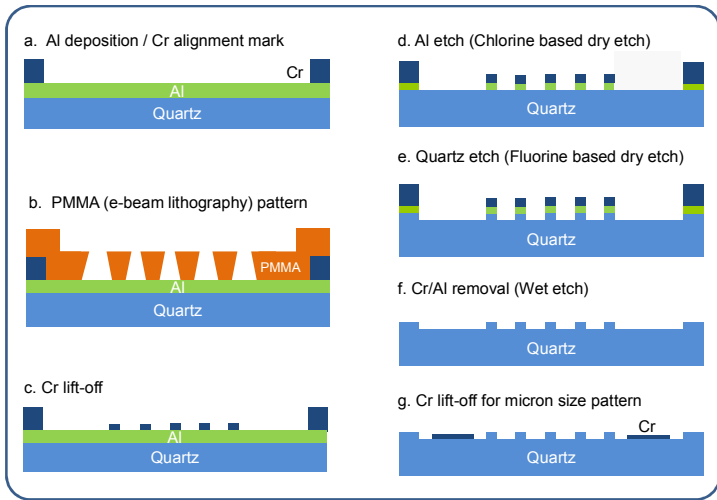 a. Al deposition / Cr alignment mark
Cr
Al
Quartz
b. PMMA (e-beam lithography) pattern
PMMA
Al
Quartz
c. Cr lift-off
Al
Quartz
d. Al etch (Chlorine based dry etch)
Quartz
e. Quartz etch (Fluorine based dry etch)
Quartz
f. Cr/Al removal (Wet etch)
Quartz
g. Cr lift-off for micron size pattern
Cr
Quartz